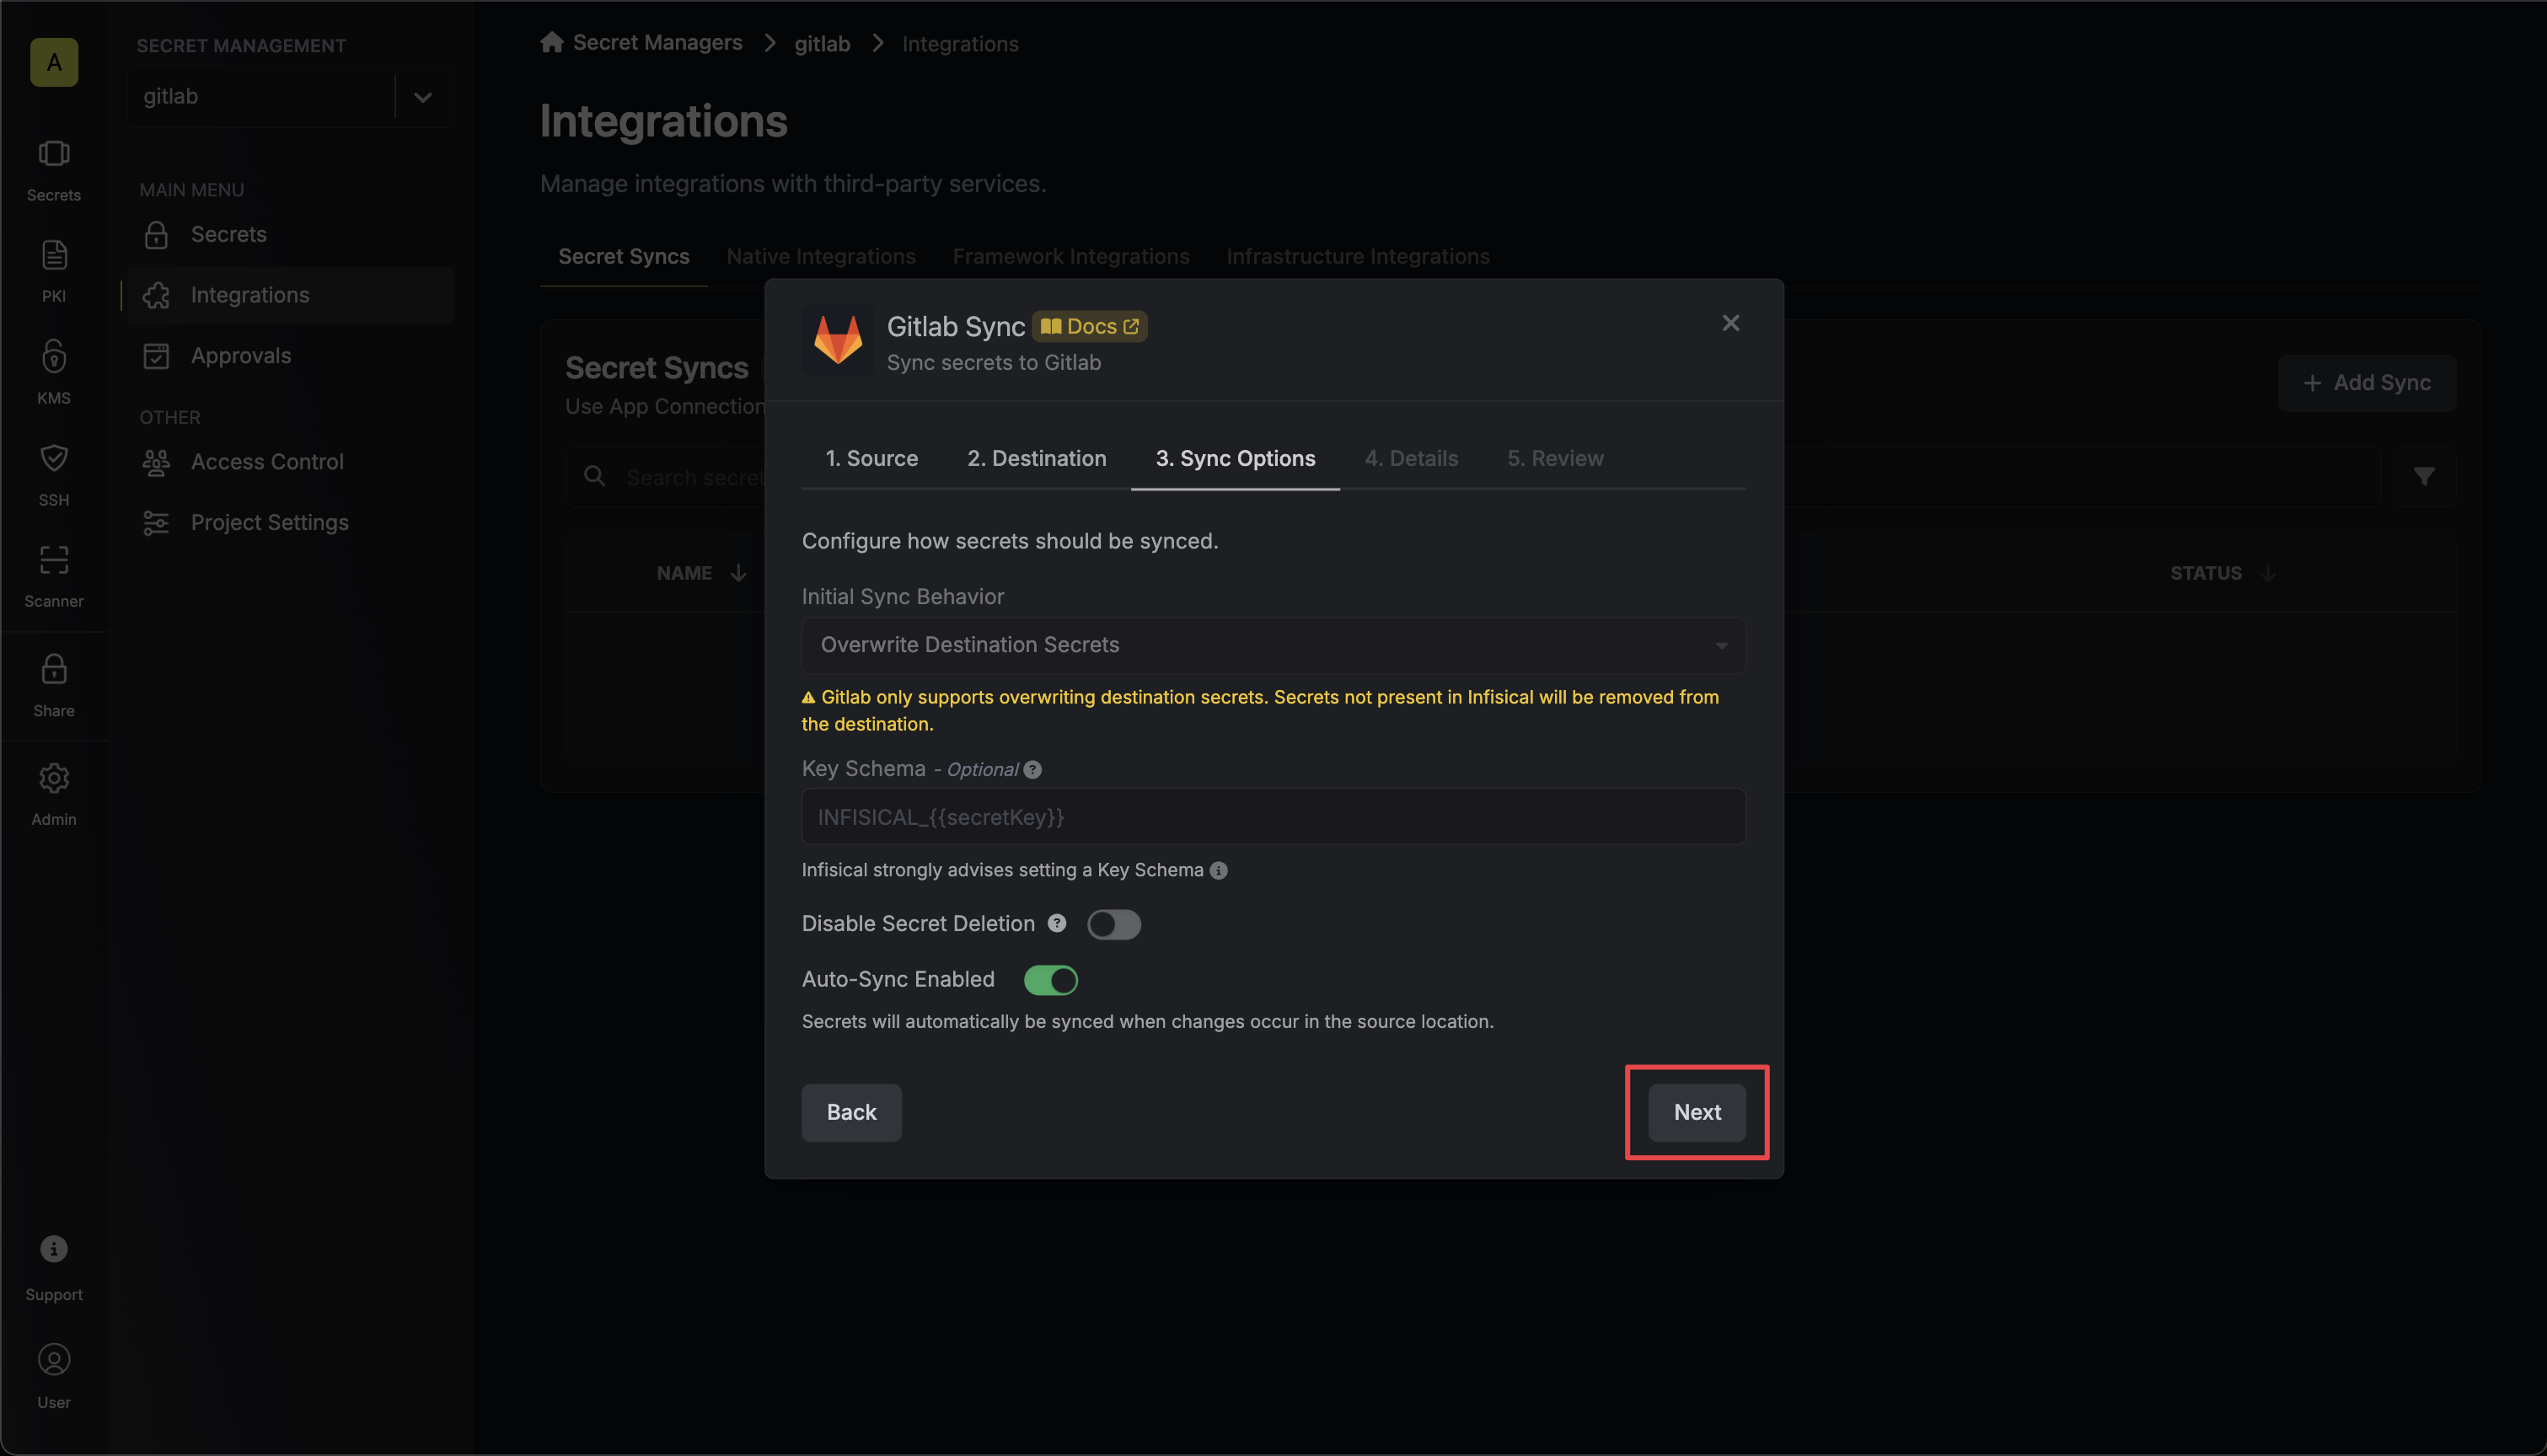 A
Secrets
PKI
KMS
SSH
Scanner
Share
Admin
Support
User
SECRET MANAGEMENT
gitlab
MAIN MENU
Secrets
Integrations
Approvals
OTHER
Access Control
Project Settings
Secret Managers > gitlab > Integrations
Integrations
Manage integrations with third-party services.
Secret Syncs Native Integrations Framework Integrations Infrastructure Integrations
Secret Syncs
Use App Connection
+ Add Sync
Search secret
NAME
STATUS
Gitlab Sync Docs
Sync secrets to Gitlab
1. Source 2. Destination 3. Sync Options 4. Details 5. Review
Configure how secrets should be synced.
Initial Sync Behavior
Overwrite Destination Secrets
Gitlab only supports overwriting destination secrets. Secrets not present in Infisical will be removed from
the destination.
Key Schema - Optional
INFISICAL_{{secretKey}}
Infisical strongly advises setting a Key Schema
Disable Secret Deletion
Auto-Sync Enabled
Secrets will automatically be synced when changes occur in the source location.
Back
Next